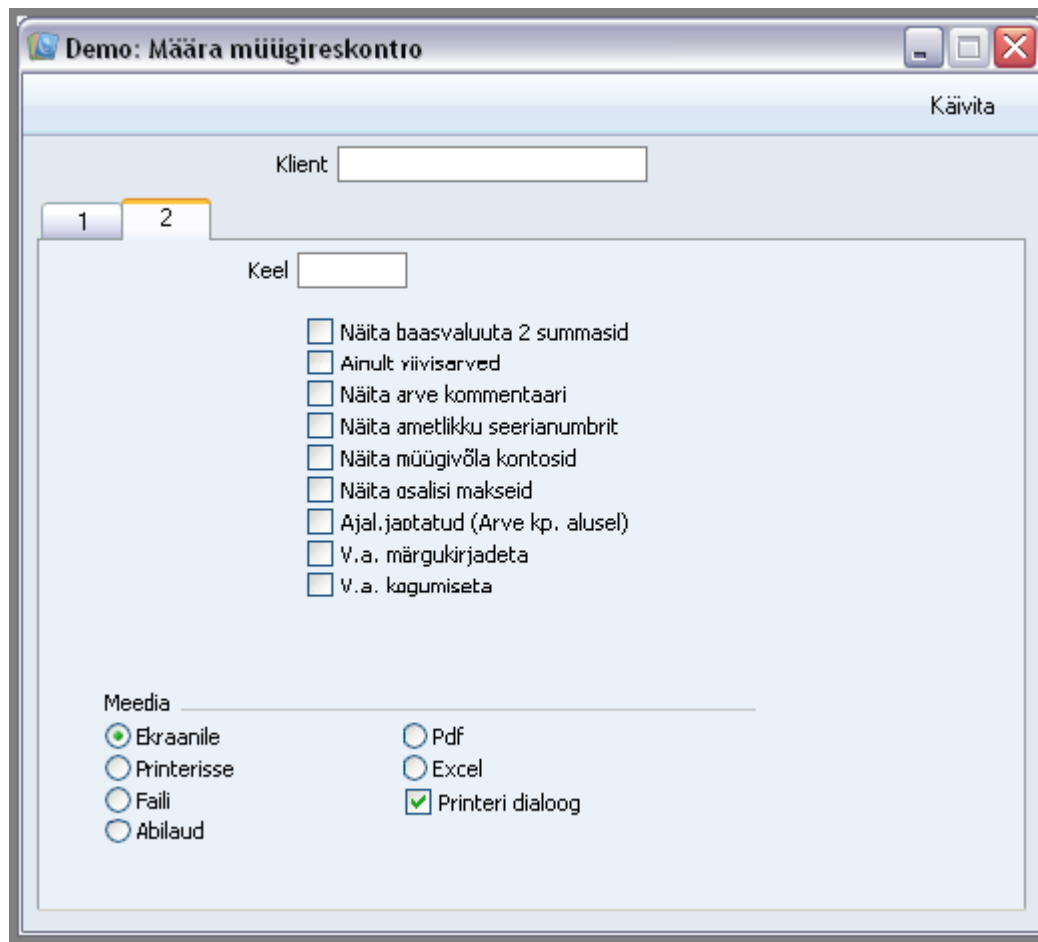 Demo: Määra müügireskontro
Käivita
Klient
1 2
Keel
Näita baasvaluuta 2 summasid
Ainult viivisarved
Näita arve kommentaari
Näita ametlikku seerianumbrit
Näita müügivõla kontosid
Näita osalisi makseid
Ajal.jaotatud (Arve kp. alusel)
V.a. märgukirjadeta
V.a. kogumiseta
Meedia
Ekraanile Pdf
Printerisse Excel
Faili Printeri dialoog
Abilaud